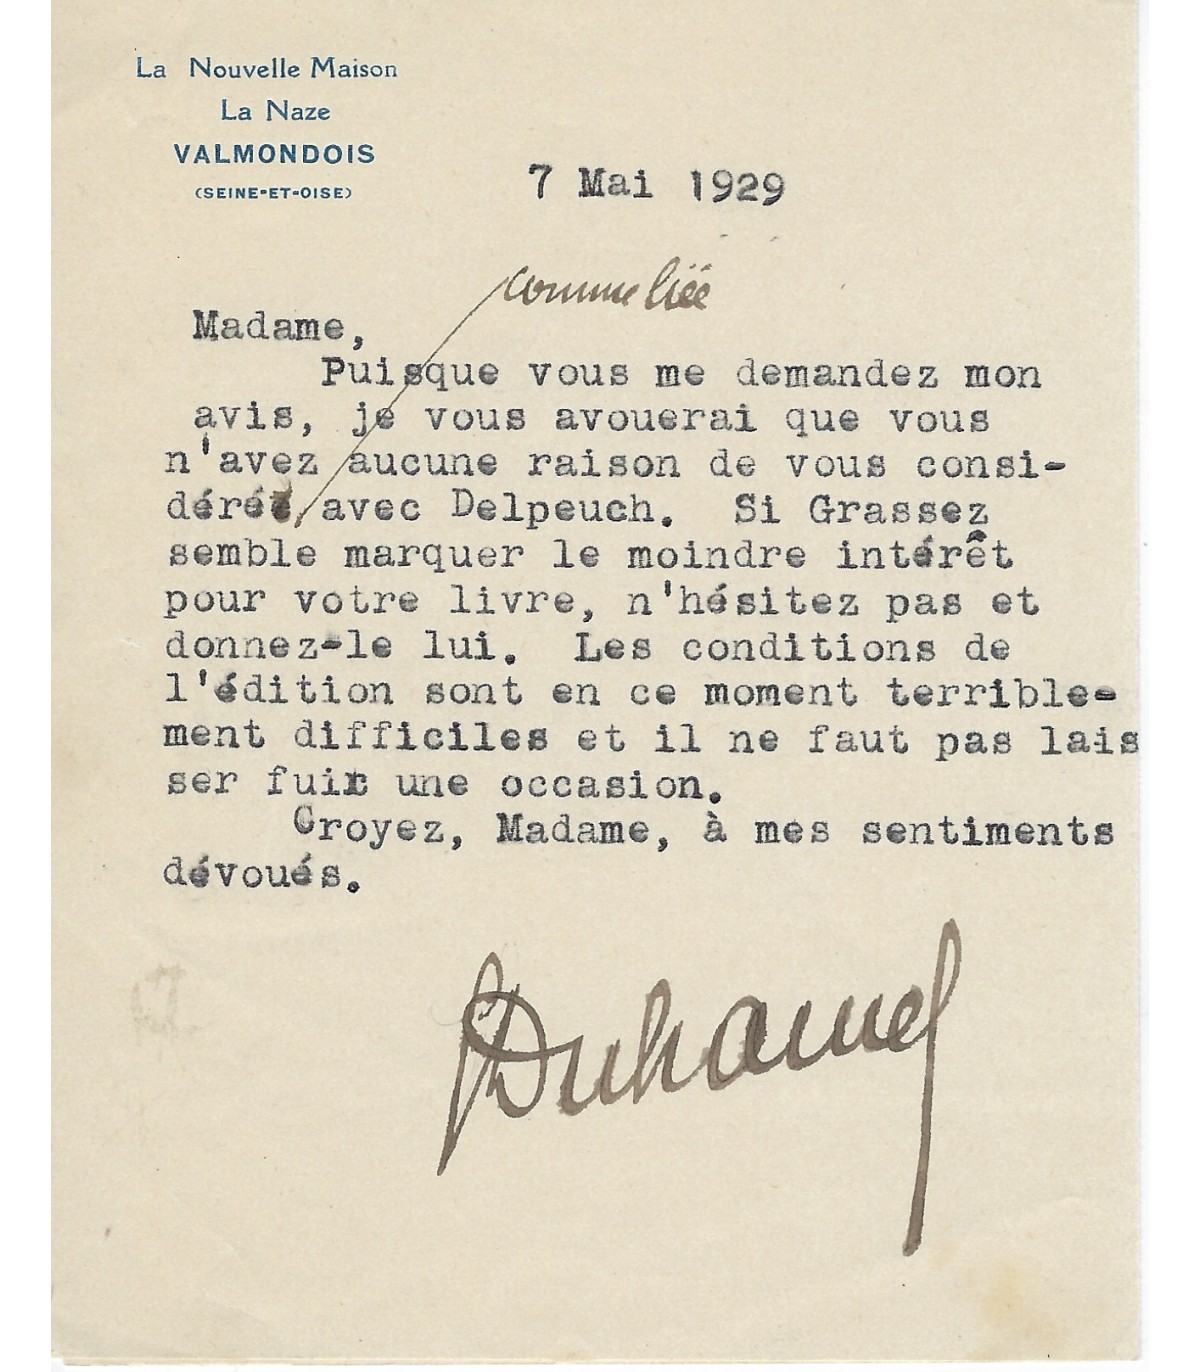 La Nouvelle Maison
La Naze
VALMONDOIS
(SEINE-ET-OISE)
7 Mai 1929
comme liée
Madame,
Puisque vous me demandez mon
avis, je vous avouerai que vous
n'avez aucune raison de vous consi-
dérer avec Delpeuch. Si Grassez
semble marquer le moindre intérêt
pour votre livre, n'hésitez pas et
donnez-le lui. Les conditions de
l'édition sont en ce moment terrible-
ment difficiles et il ne faut pas lais
ser fuir une occasion.
Croyez, Madame, à mes sentiments
dévoués.
GDuhamel